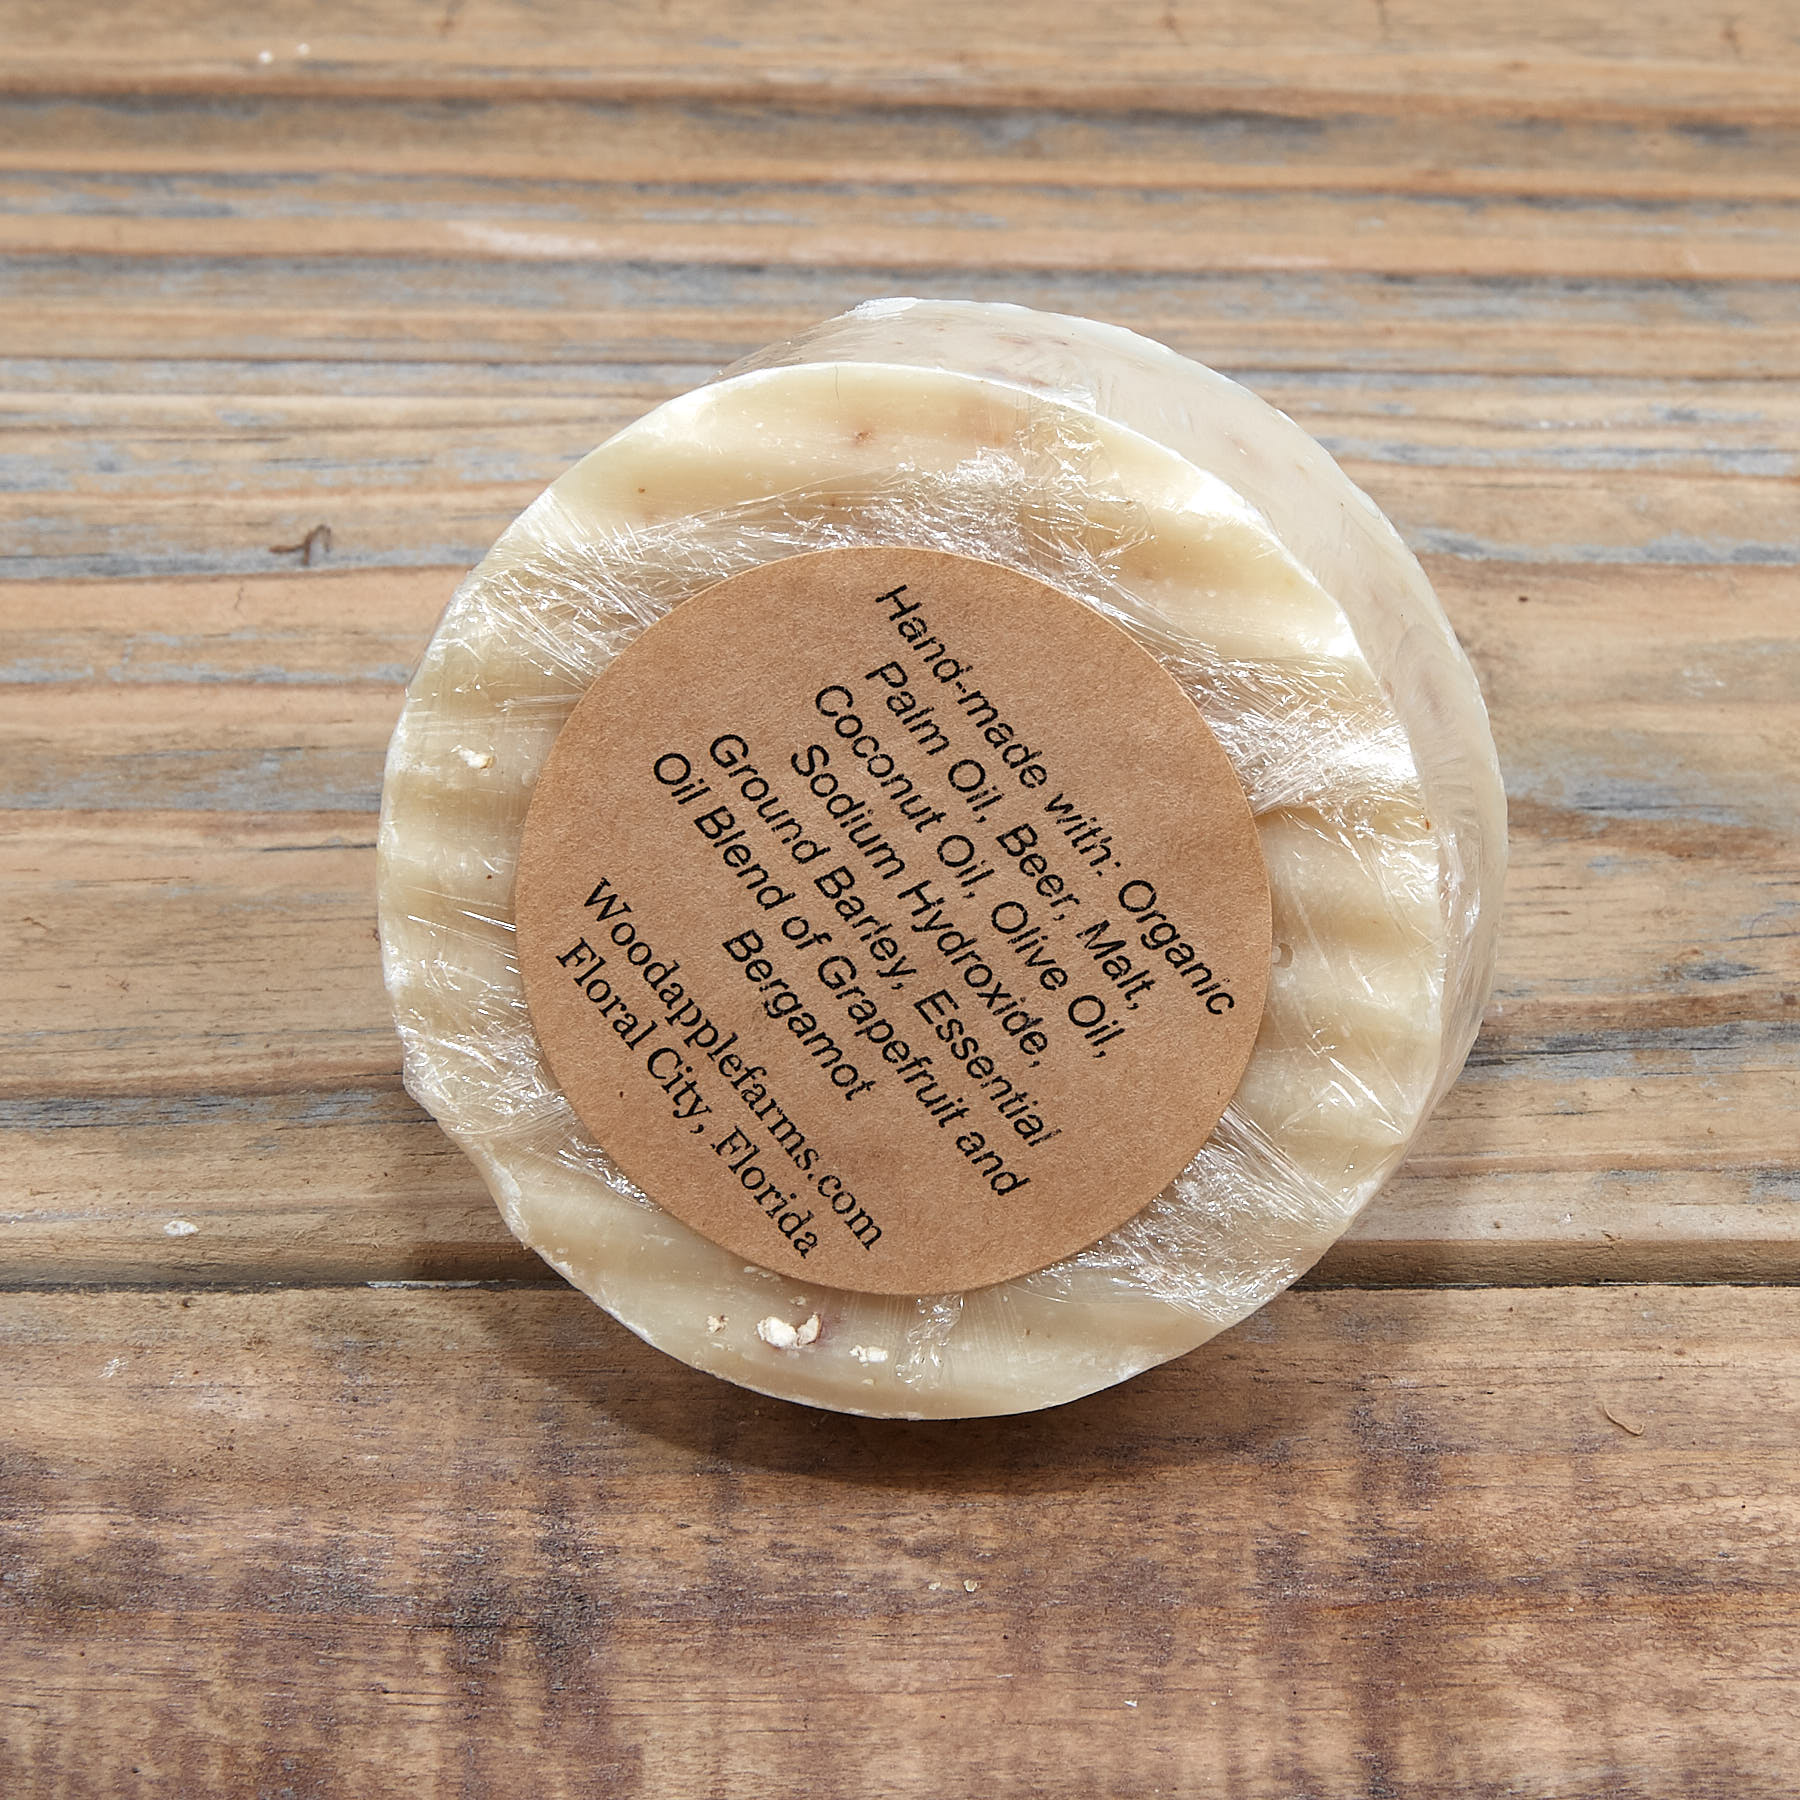 Hand-made with: Organic
Palm Oil, Beer, Malt,
Coconut Oil, Olive Oil,
Sodium Hydroxide,
Ground Barley, Essential
Oil Blend of Grapefruit and
Bergamot
Woodapplefarms.com
Floral City, Florida